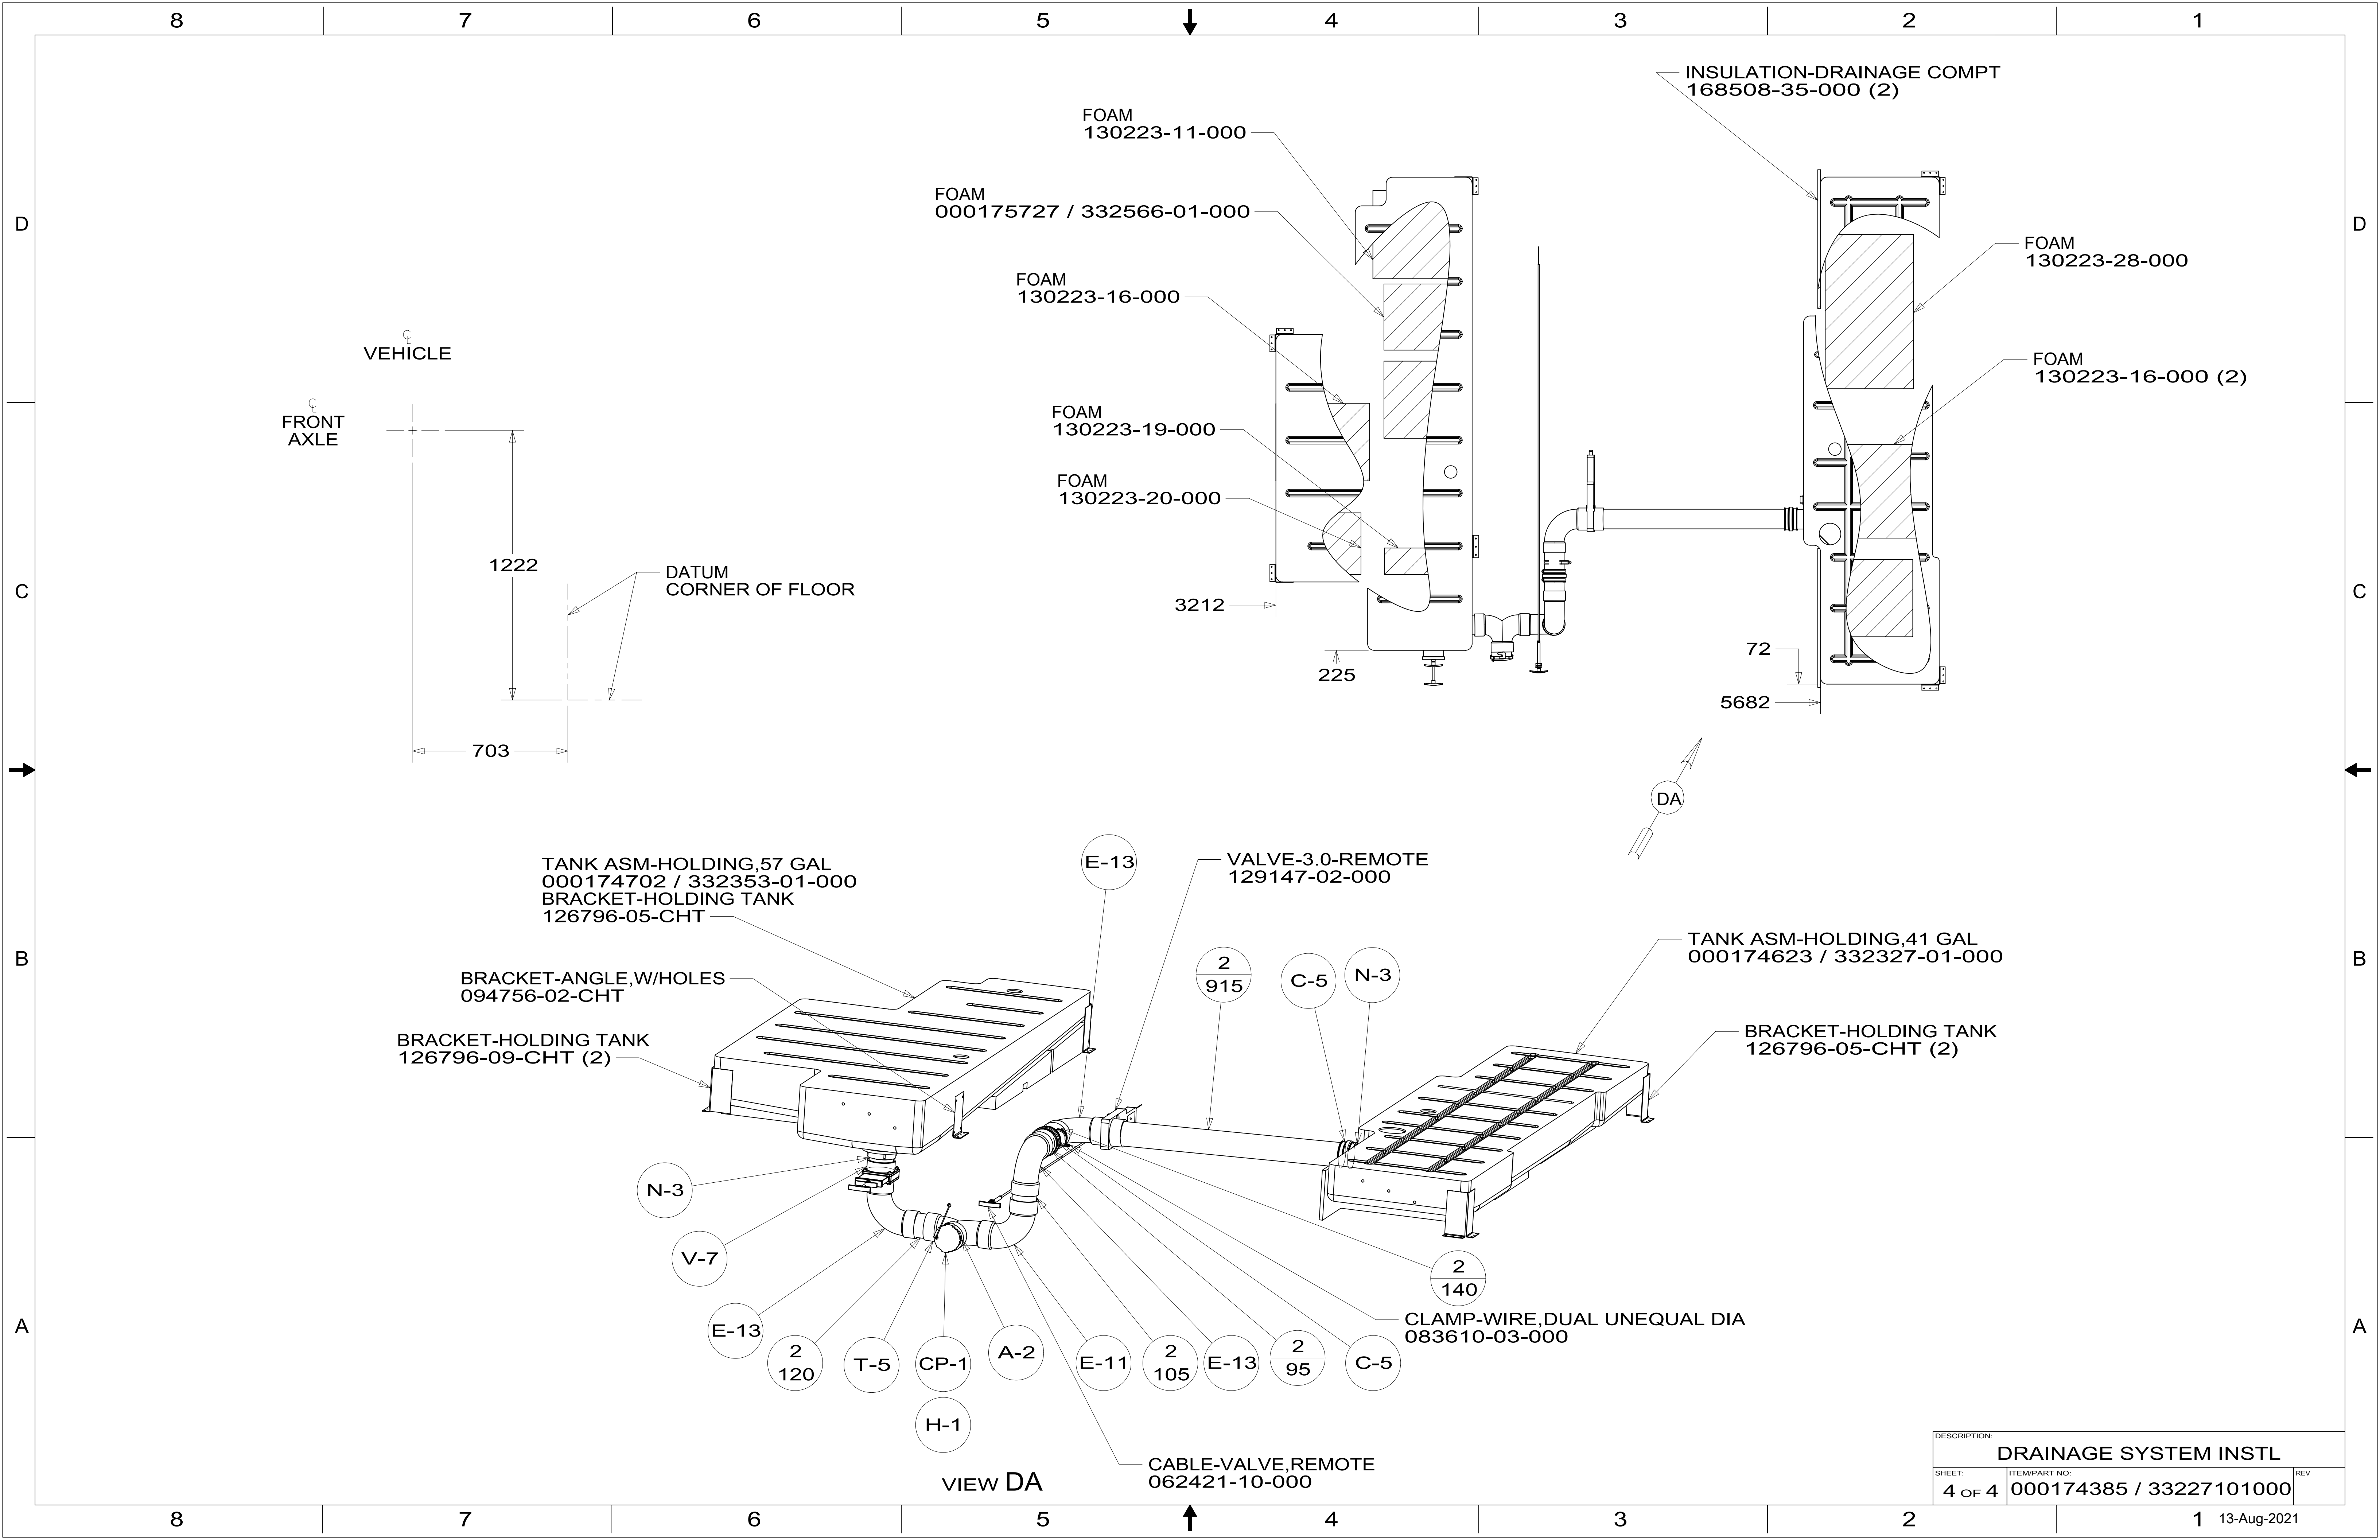 8 7 6 5 4 3 2 1
INSULATION-DRAINAGE COMPT
168508-35-000 (2)
FOAM
130223-11-000
FOAM
000175727 / 332566-01-000
FOAM
130223-16-000
FOAM
130223-19-000
FOAM
130223-20-000
3212
225
FOAM
130223-28-000
FOAM
130223-16-000 (2)
72
5682
D
D
℄
VEHICLE
℄
FRONT
AXLE
1222
703
DATUM
CORNER OF FLOOR
C
C
DA
TANK ASM-HOLDING,57 GAL
000174702 / 332353-01-000
BRACKET-HOLDING TANK
126796-05-CHT
BRACKET-ANGLE,W/HOLES
094756-02-CHT
BRACKET-HOLDING TANK
126796-09-CHT (2)
E-13
VALVE-3.0-REMOTE
129147-02-000
2
915
C-5
N-3
TANK ASM-HOLDING,41 GAL
000174623 / 332327-01-000
BRACKET-HOLDING TANK
126796-05-CHT (2)
B
B
N-3
V-7
E-13
2
120
T-5
CP-1
H-1
A-2
E-11
2
105
E-13
2
95
C-5
2
140
CLAMP-WIRE,DUAL UNEQUAL DIA
083610-03-000
CABLE-VALVE,REMOTE
062421-10-000
VIEW DA
A
A
DESCRIPTION:
DRAINAGE SYSTEM INSTL
SHEET:
4 OF 4
ITEM/PART NO:
000174385 / 33227101000
REV
8 7 6 5 4 3 2 1
13-Aug-2021